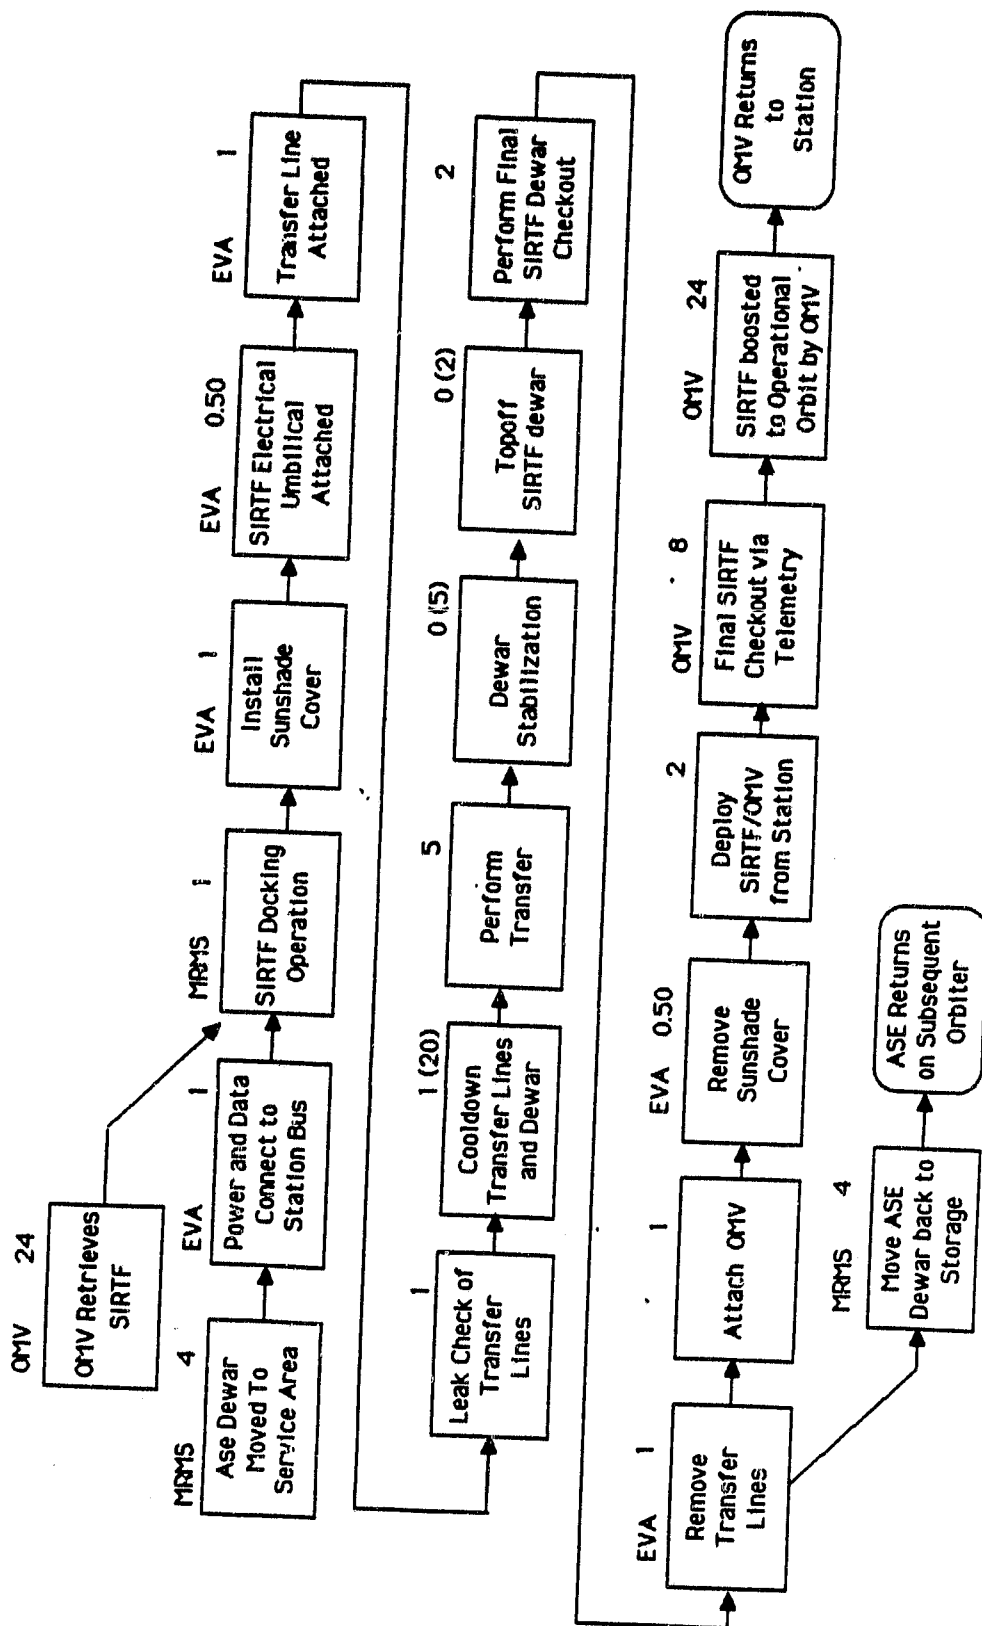 OMV 24
OMV Retrieves
SIRTF
MRMS 4
Ase Dewar
Moved To
Service Area
EVA 1
Power and Data
Connect to
Station Bus
MRMS 1
SIRTF Docking
Operation
EVA 1
Install
Sunshade
Cover
EVA 0.50
SIRTF Electrical
Umbilical
Attached
EVA 1
Transfer Line
Attached
1
Leak Check of
Transfer
Lines
1 (20)
Cooldown
Transfer Lines
and Dewar
5
Perform
Transfer
0 (5)
Dewar
Stabilization
0 (2)
Topoff
SIRTF dewar
2
Perform Final
SIRTF Dewar
Checkout
EVA 1
Remove
Transfer
Lines
1
Attach OMV
EVA 0.50
Remove
Sunshade
Cover
2
Deploy
SIRTF/OMV
from Station
OMV 8
Final SIRTF
Checkout via
Telemetry
OMV 24
SIRTF boosted
to Operational
Orbit by OMV
OMV Returns
to
Station
MRMS 4
Move ASE
Dewar back to
Storage
ASE Returns
on Subsequent
Orbiter